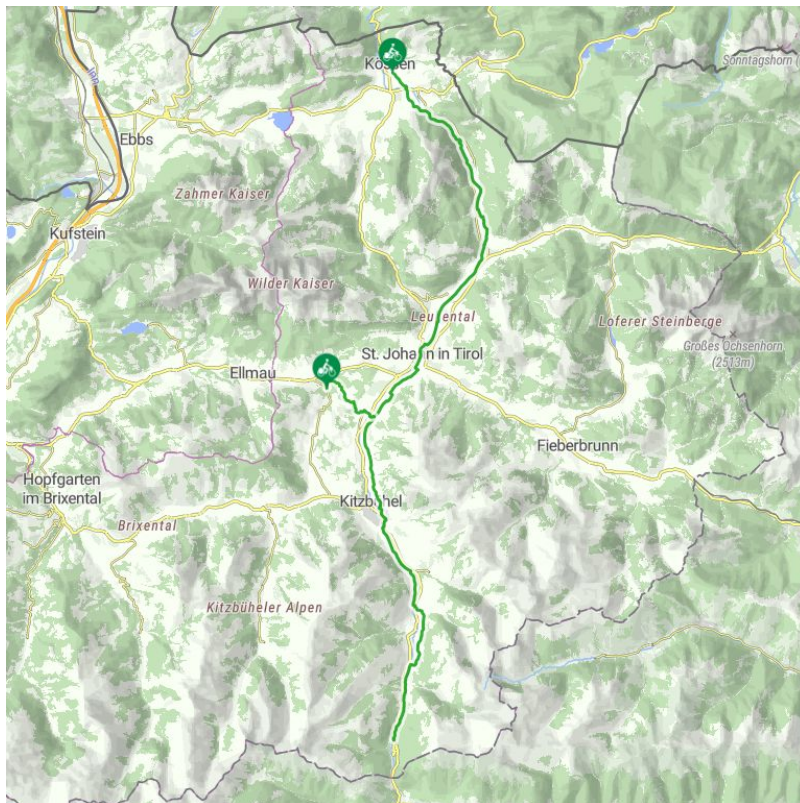 Kössen
Sonntagshorn (
Inn
Ebbs
Zahmer Kaiser
Kufstein
Wilder Kaiser
Leukental
Loferer Steinberge
St. Johann in Tirol
Großes Ochsenhorn
(2513m)
Ellmau
Fieberbrunn
Hopfgarten
im Brixental
Kitzbühel
Brixental
Kitzbüheler Alpen